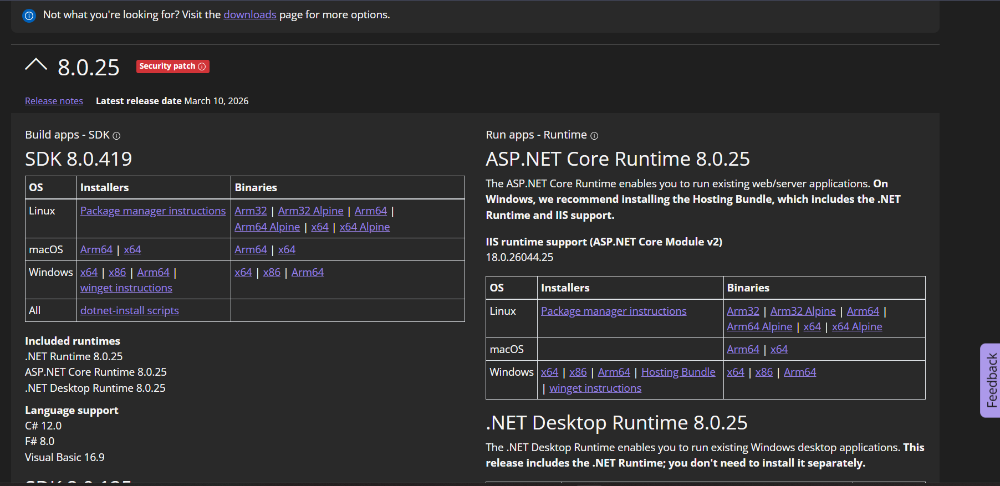 Not what you're looking for? Visit the downloads page for more options.
8.0.25
Security patch
Release notes Latest release date March 10, 2026
Build apps - SDK
SDK 8.0.419
OS Installers Binaries
Linux Package manager instructions Arm32 | Arm32 Alpine | Arm64 |
Arm64 Alpine | x64 | x64 Alpine
macOS Arm64 | x64 Arm64 | x64
Windows x64 | x86 | Arm64 | x64 | x86 | Arm64
winget instructions
All dotnet-install scripts
Included runtimes
.NET Runtime 8.0.25
ASP.NET Core Runtime 8.0.25
.NET Desktop Runtime 8.0.25
Language support
C# 12.0
F# 8.0
Visual Basic 16.9
Run apps - Runtime
ASP.NET Core Runtime 8.0.25
The ASP.NET Core Runtime enables you to run existing web/server applications. On
Windows, we recommend installing the Hosting Bundle, which includes the .NET
Runtime and IIS support.
IIS runtime support (ASP.NET Core Module v2)
18.0.26044.25
OS Installers Binaries
Linux Package manager instructions Arm32 | Arm32 Alpine | Arm64 |
Arm64 Alpine | x64 | x64 Alpine
macOS Arm64 | x64
Windows x64 | x86 | Arm64 | Hosting Bundle x64 | x86 | Arm64
| winget instructions
.NET Desktop Runtime 8.0.25
The .NET Desktop Runtime enables you to run existing Windows desktop applications. This
release includes the .NET Runtime; you don't need to install it separately.
Feedback